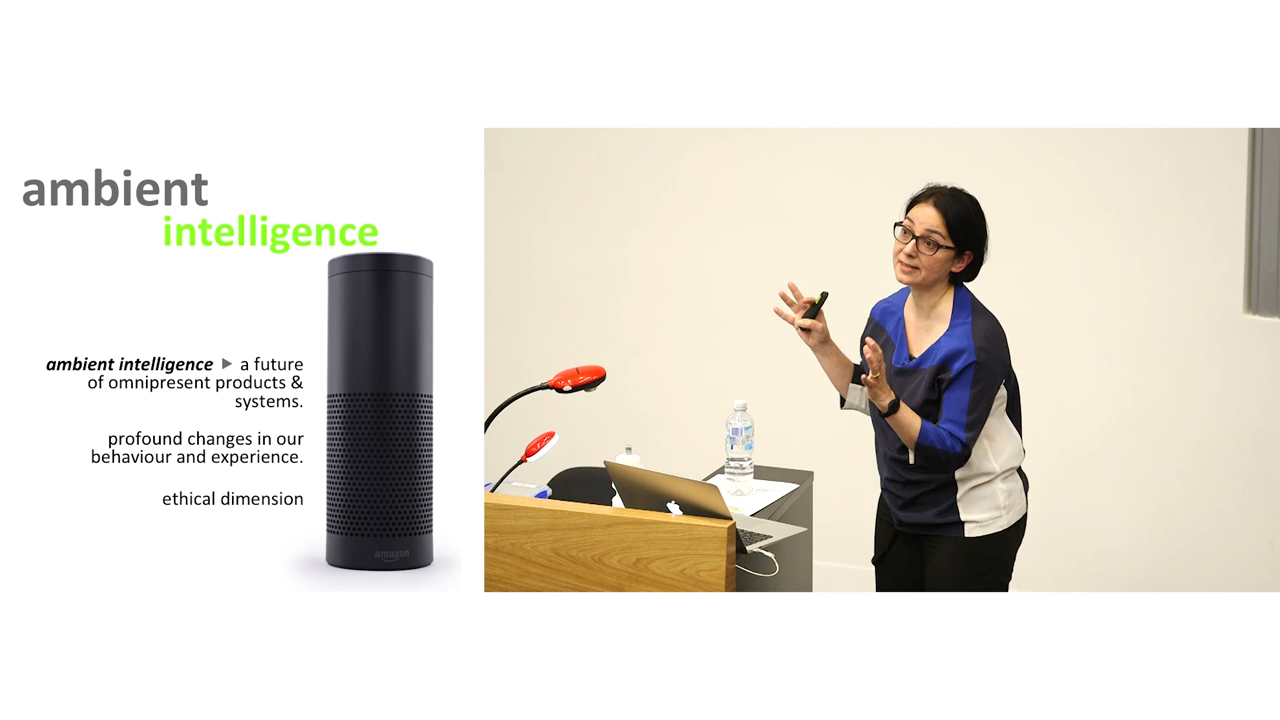 ambient
intelligence
ambient intelligence ▶ a future
of omnipresent products &
systems.
profound changes in our
behaviour and experience.
ethical dimension
amazon